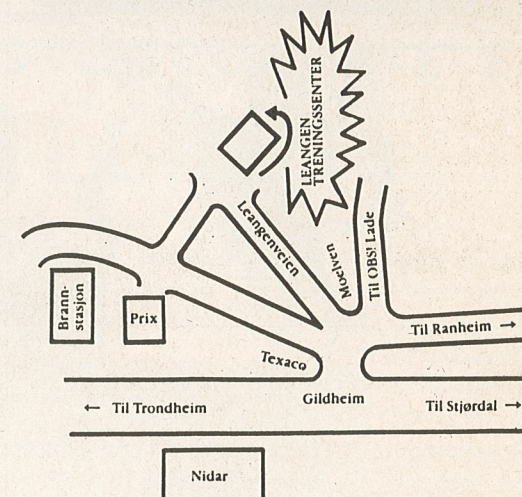 LEANGEN
TRENINGSSENTER
Leangenveien
Moelven
Til OBS! Lade
Brann-
stasjon
Prix
Til Ranheim →
Texaco
← Til Trondheim
Gildheim
Til Stjørdal →
Nidar